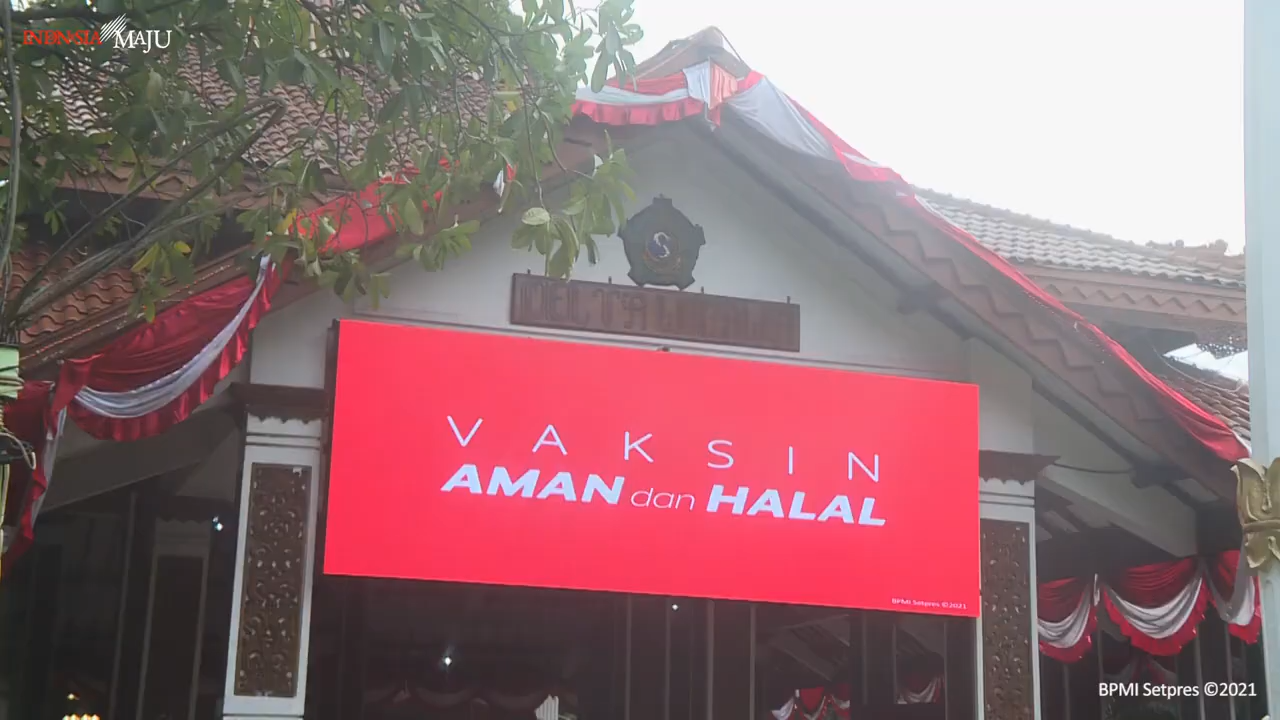 INDONESIA MAJU
VAKSIN
AMAN dan HALAL
BPMI Setpres ©2021
BPMI Setpres ©2021